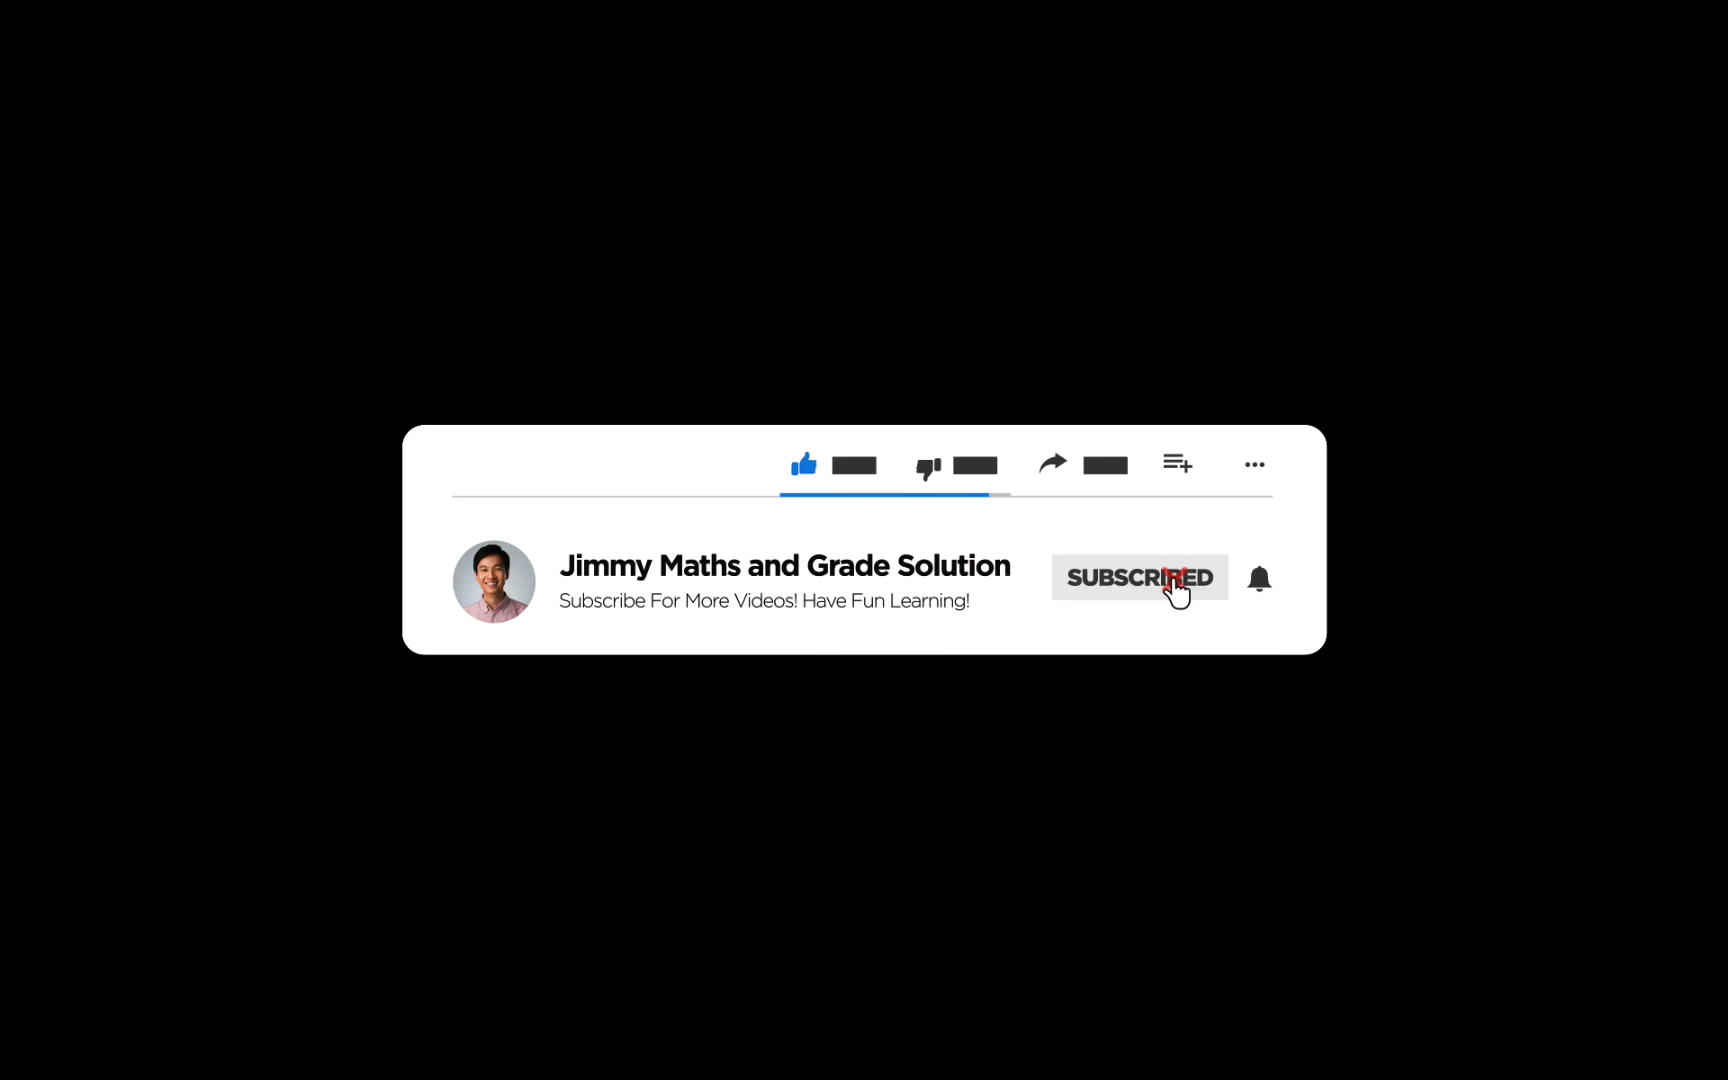 Jimmy Maths and Grade Solution
Subscribe For More Videos! Have Fun Learning!
SUBSCRIBED